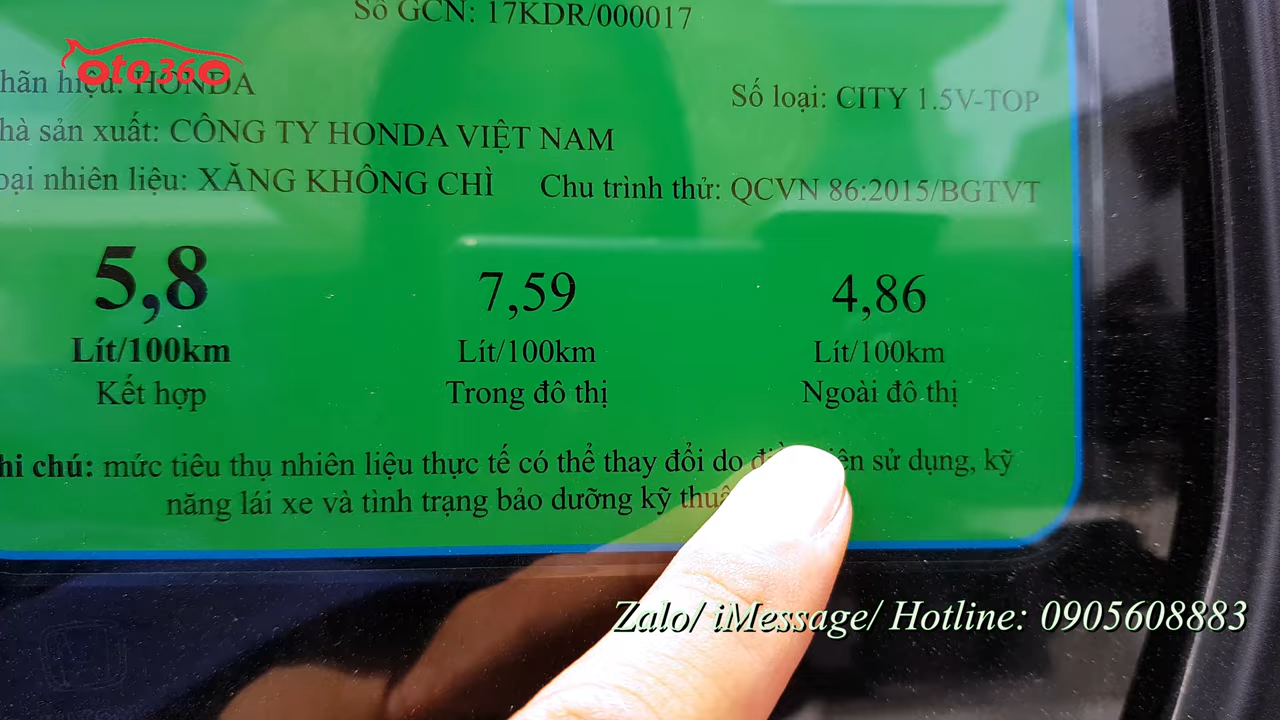 Số GCN: 17KDR/000017
oto360
hãn hiệu: HONDA
Số loại: CITY 1.5V-TOP
hà sản xuất: CÔNG TY HONDA VIỆT NAM
oại nhiên liệu: XĂNG KHÔNG CHÌ Chu trình thử: QCVN 86:2015/BGTVT
5,8 7,59 4,86
Lít/100km Lít/100km Lít/100km
Kết hợp Trong đô thị Ngoài đô thị
hi chú: mức tiêu thụ nhiên liệu thực tế có thể thay đổi do sử dụng, kỹ
năng lái xe và tình trạng bảo dưỡng kỹ
Zalo/ iMessage/ Hotline: 0905608883